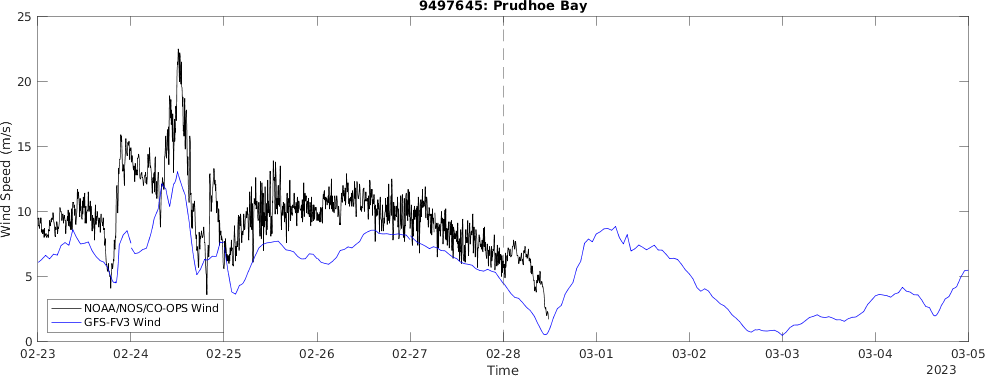 9497645: Prudhoe Bay
25
20
15
10
5
0
Wind Speed (m/s)
NOAA/NOS/CO-OPS Wind
GFS-FV3 Wind
02-23 02-24 02-25 02-26 02-27 02-28 03-01 03-02 03-03 03-04 03-05
Time
2023